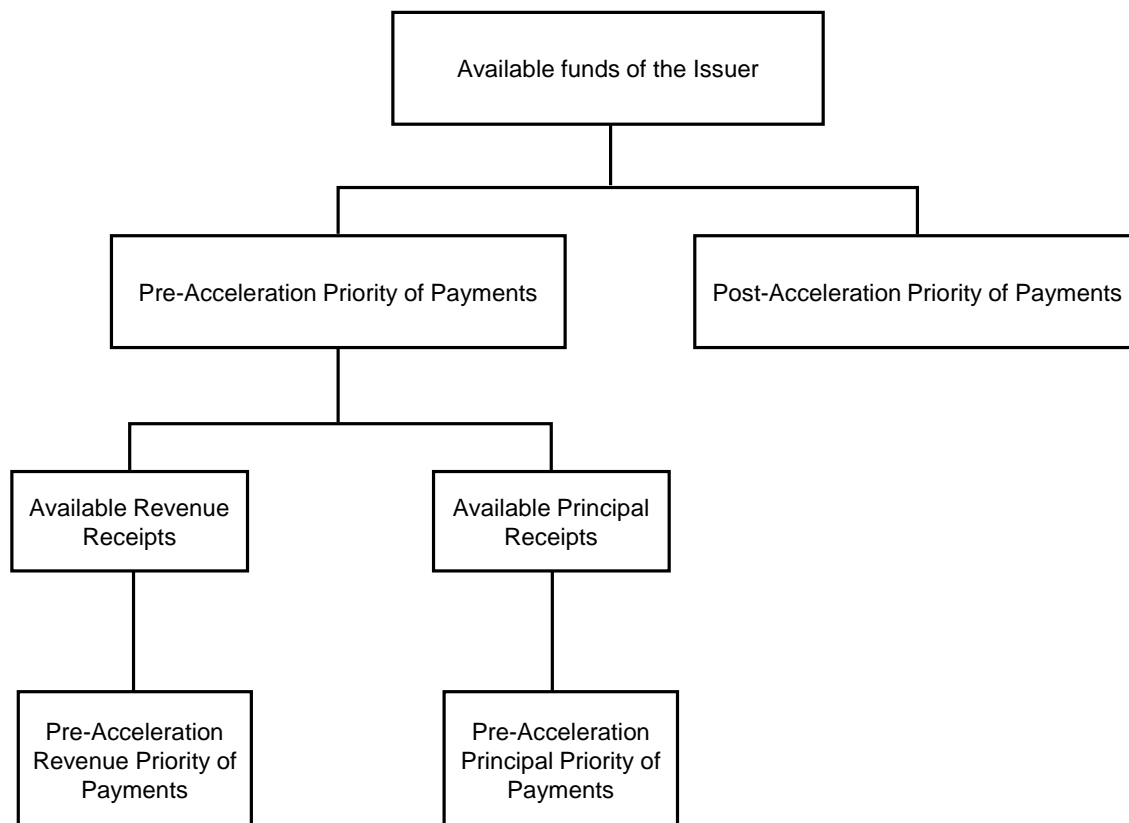 Available funds of the Issuer
Pre-Acceleration Priority of Payments
Post-Acceleration Priority of Payments
Available Revenue
Receipts
Available Principal
Receipts
Pre-Acceleration
Revenue Priority of
Payments
Pre-Acceleration
Principal Priority of
Payments